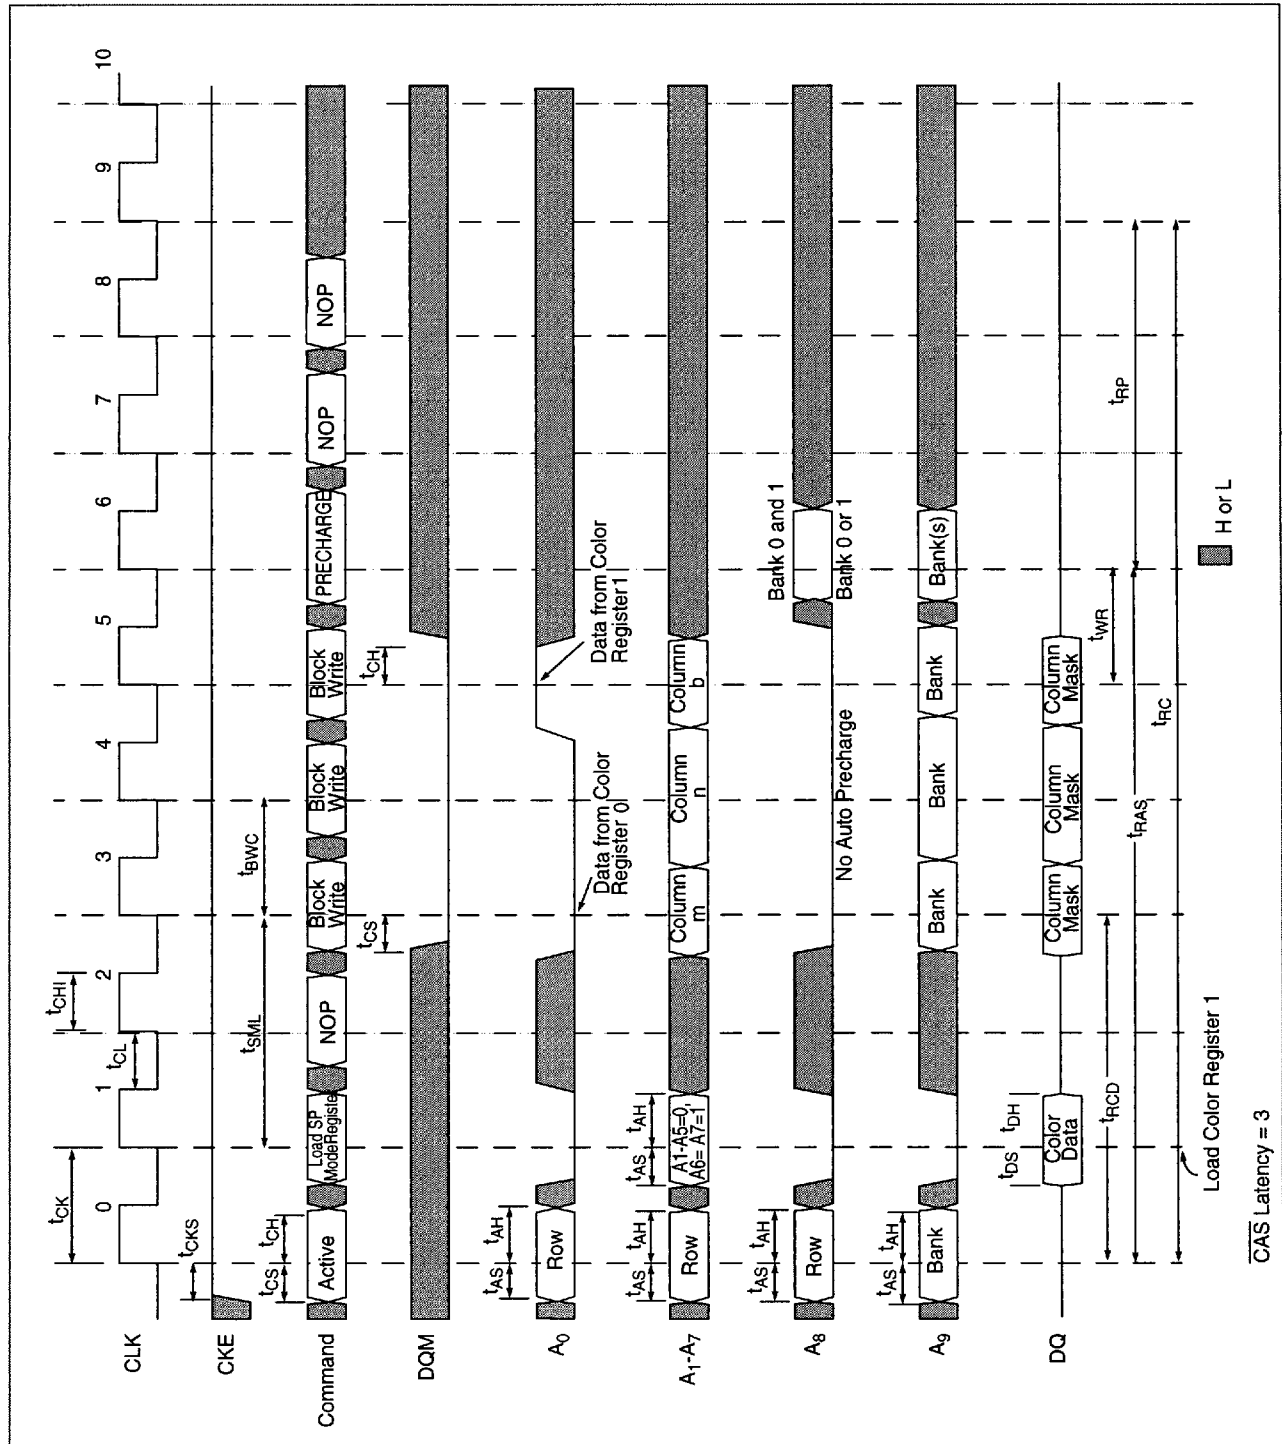 0
1
2
3
4
5
6
7
8
9
10
tCK
tCL
tCHI
CLK
tCKS
CKE
tSML
tBWC
tCS
tCH
Command
Active
Load SP
ModeRegister
NOP
Block
Write
Block
Write
Block
Write
PRECHARGE
NOP
NOP
DQM
tCS
tCH
tAS
tAH
A0
Row
Data from Color
Register 0
Data from Color
Register1
tAS
tAH
tAS
tAH
A1-A7
Row
A1-A5=0,
A6= A7=1
Column
m
Column
n
Column
b
tAS
tAH
A8
Row
No Auto Precharge
Bank 0 and 1
Bank 0 or 1
tAS
tAH
A9
Bank
Bank
Bank
Bank
Bank(s)
tDS
tDH
DQ
Color
Data
Column
Mask
Column
Mask
Column
Mask
tWR
tRCD
tRAS
tRP
tRC
Load Color Register 1
H or L
CAS Latency = 3